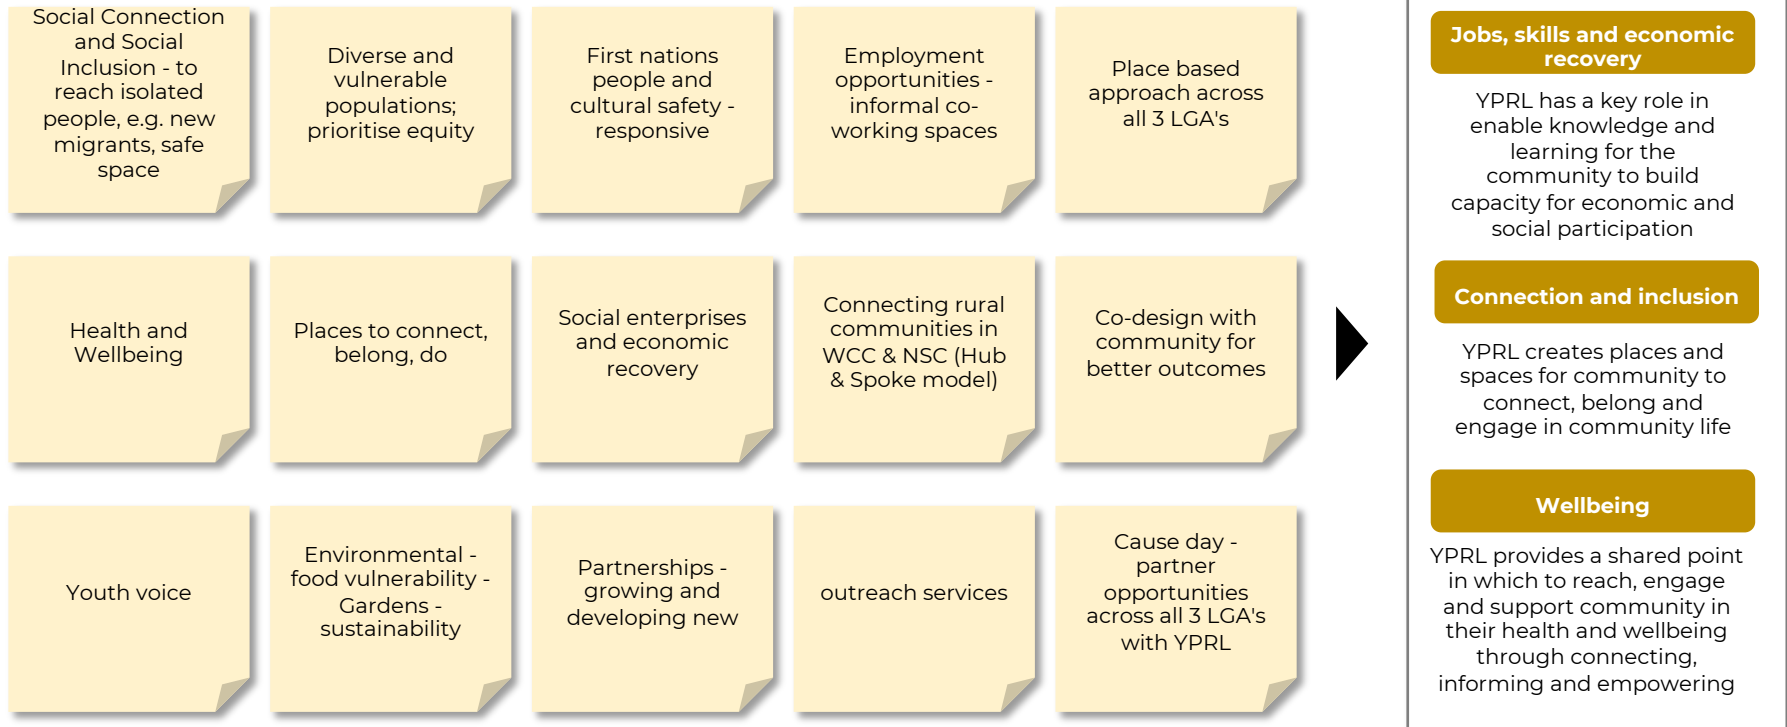 Social Connection
and Social
Inclusion - to
reach isolated
people, e.g. new
migrants, safe
space
Diverse and
vulnerable
populations;
prioritise equity
First nations
people and
cultural safety -
responsive
Employment
opportunities -
informal co-
working spaces
Place based
approach across
all 3 LGA's
Health and
Wellbeing
Places to connect,
belong, do
Social enterprises
and economic
recovery
Connecting rural
communities in
WCC & NSC (Hub
& Spoke model)
Co-design with
community for
better outcomes
Youth voice
Environmental -
food vulnerability -
Gardens -
sustainability
Partnerships -
growing and
developing new
outreach services
Cause day -
partner
opportunities
across all 3 LGA's
with YPRL
Jobs, skills and economic
recovery
YPRL has a key role in
enable knowledge and
learning for the
community to build
capacity for economic and
social participation
Connection and inclusion
YPRL creates places and
spaces for community to
connect, belong and
engage in community life
Wellbeing
YPRL provides a shared point
in which to reach, engage
and support community in
their health and wellbeing
through connecting,
informing and empowering